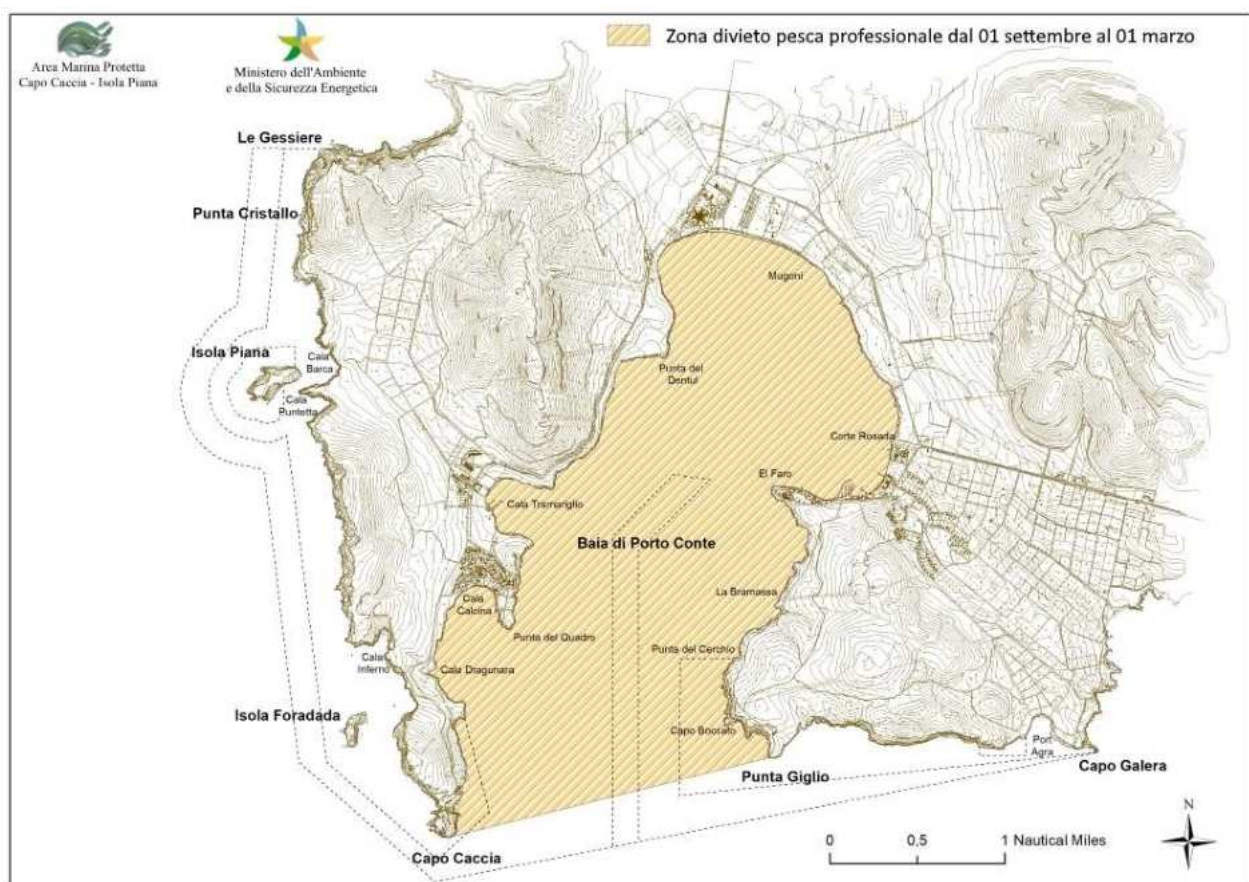 Zona divieto pesca professionale dal 01 settembre al 01 marzo
Area Marina Protetta
Capo Caccia - Isola Piana
Ministero dell'Ambiente
e della Sicurezza Energetica
Le Gessiere
Punta Cristallo
Mugoni
Isola Piana
Cala
Barca
Punta del
Dentul
Cala
Puntetta
Corte Rosada
El Faro
Cala Tramariglio
Baia di Porto Conte
La Bramassa
Cala
Calcina
Punta del Quadro
Punta del Cerchio
Cala
Inferno
Cala Dragunara
Isola Foradada
Capo Boccato
Port
Agra
Punta Giglio
Capo Galera
N
0 0,5 1 Nautical Miles
Capo Caccia